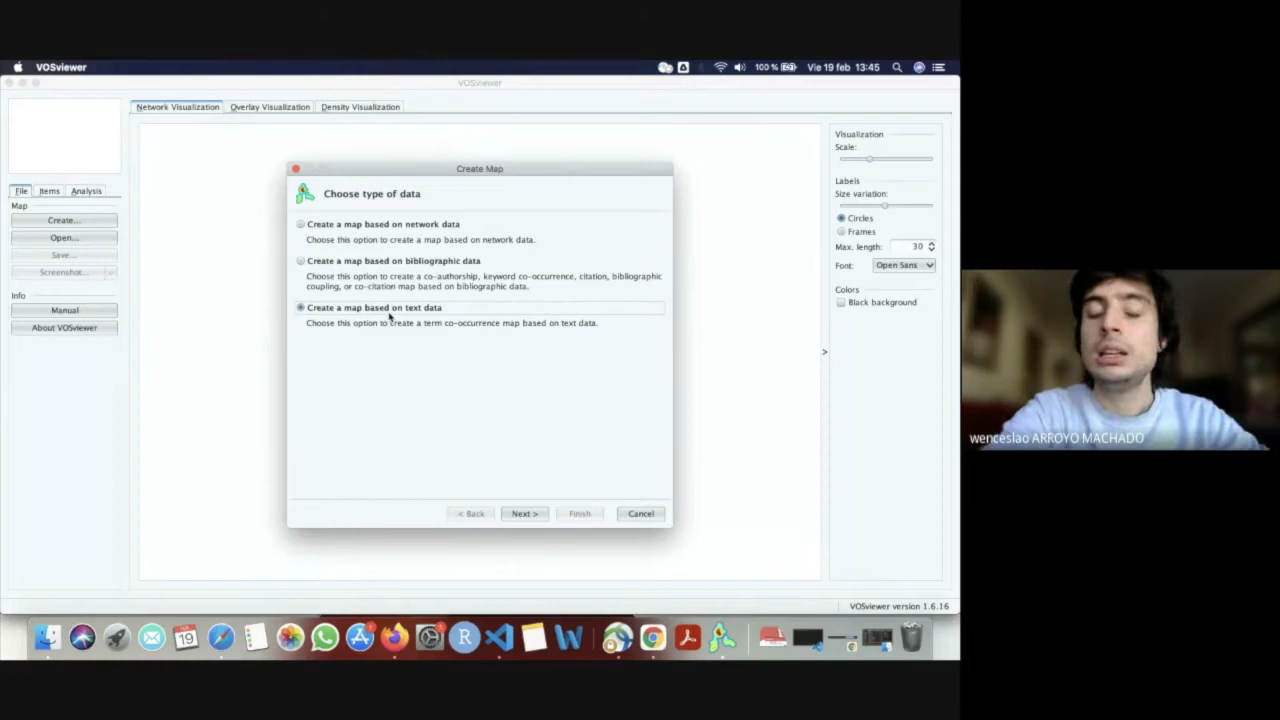 VOSviewer
100 %
Vie 19 feb 13:45
VOSviewer
Network Visualization
Overlay Visualization
Density Visualization
File
Items
Analysis
Map
Create...
Open...
Save...
Screenshot...
Info
Manual
About VOSviewer
Create Map
Choose type of data
Create a map based on network data
Choose this option to create a map based on network data.
Create a map based on bibliographic data
Choose this option to create a co-authorship, keyword co-occurrence, citation, bibliographic
coupling, or co-citation map based on bibliographic data.
Create a map based on text data
Choose this option to create a term co-occurrence map based on text data.
< Back
Next >
Finish
Cancel
Visualization
Scale:
Labels
Size variation:
Circles
Frames
Max. length:
30
Font:
Open Sans
Colors
Black background
>
VOSviewer version 1.6.16
wenceslao ARROYO MACHADO
19
R
W